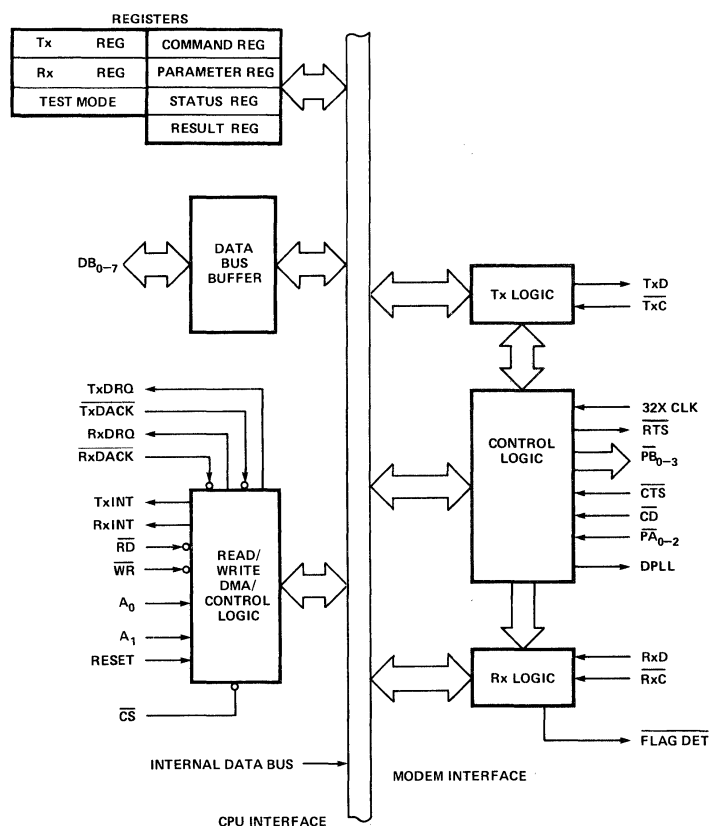 REGISTERS
Tx REG COMMAND REG
Rx REG PARAMETER REG
TEST MODE STATUS REG
RESULT REG
DB0–7
DATA
BUS
BUFFER
TxDRQ
TxDACK
RxDRQ
RxDACK
TxINT
RxINT
RD
WR
A0
A1
RESET
CS
READ/
WRITE
DMA/
CONTROL
LOGIC
INTERNAL DATA BUS
CPU INTERFACE
MODEM INTERFACE
Tx LOGIC
TxD
TxC
CONTROL
LOGIC
32X CLK
RTS
PB0–3
CTS
CD
PA0–2
DPLL
Rx LOGIC
RxD
RxC
FLAG DET